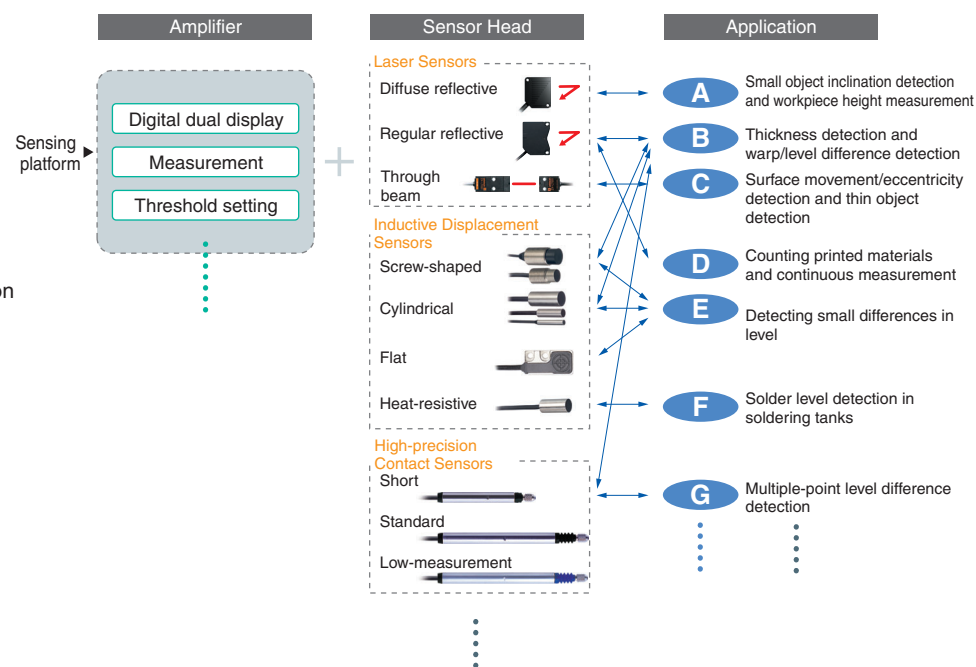 Amplifier
Sensor Head
Application
Sensing
platform
Digital dual display
Measurement
Threshold setting
+
on
Laser Sensors
Diffuse reflective
Regular reflective
Through
beam
Inductive Displacement
Sensors
Screw-shaped
Cylindrical
Flat
Heat-resistive
High-precision
Contact Sensors
Short
Standard
Low-measurement
A
Small object inclination detection
and workpiece height measurement
B
Thickness detection and
warp/level difference detection
C
Surface movement/eccentricity
detection and thin object
detection
D
Counting printed materials
and continuous measurement
E
Detecting small differences in
level
F
Solder level detection in
soldering tanks
G
Multiple-point level difference
detection